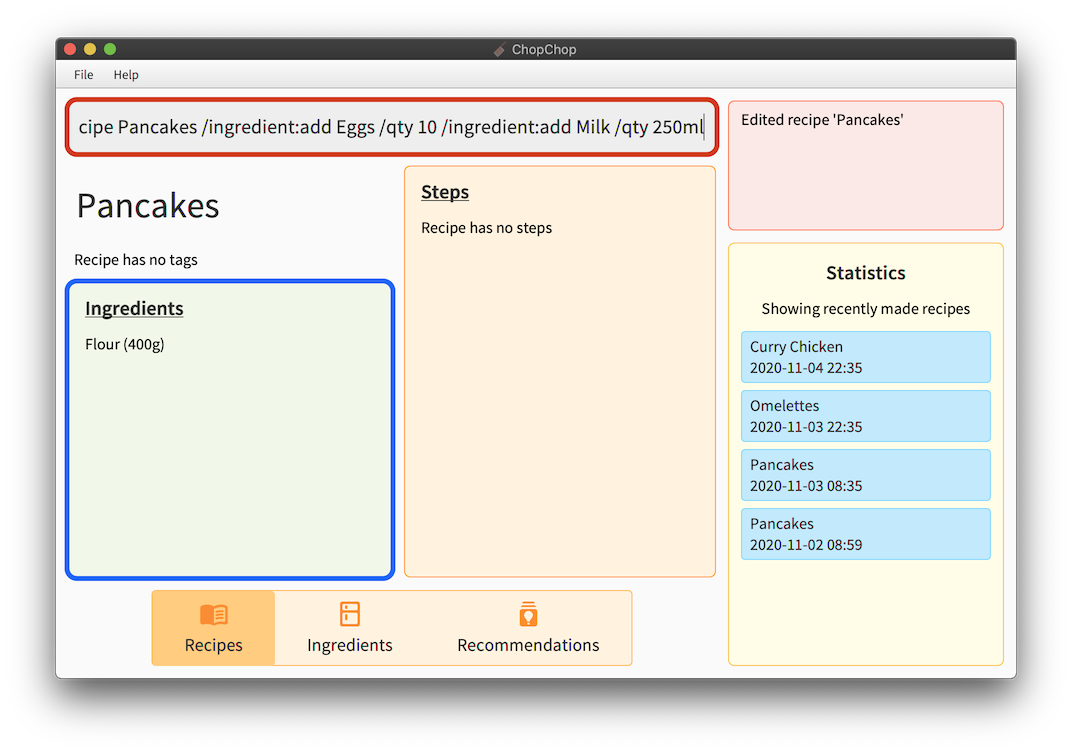 ChopChop
File Help
cipe Pancakes /ingredient:add Eggs /qty 10 /ingredient:add Milk /qty 250ml
Edited recipe 'Pancakes'
Pancakes
Recipe has no tags
Ingredients
Flour (400g)
Steps
Recipe has no steps
Statistics
Showing recently made recipes
Curry Chicken
2020-11-04 22:35
Omelettes
2020-11-03 22:35
Pancakes
2020-11-03 08:35
Pancakes
2020-11-02 08:59
Recipes
Ingredients
Recommendations